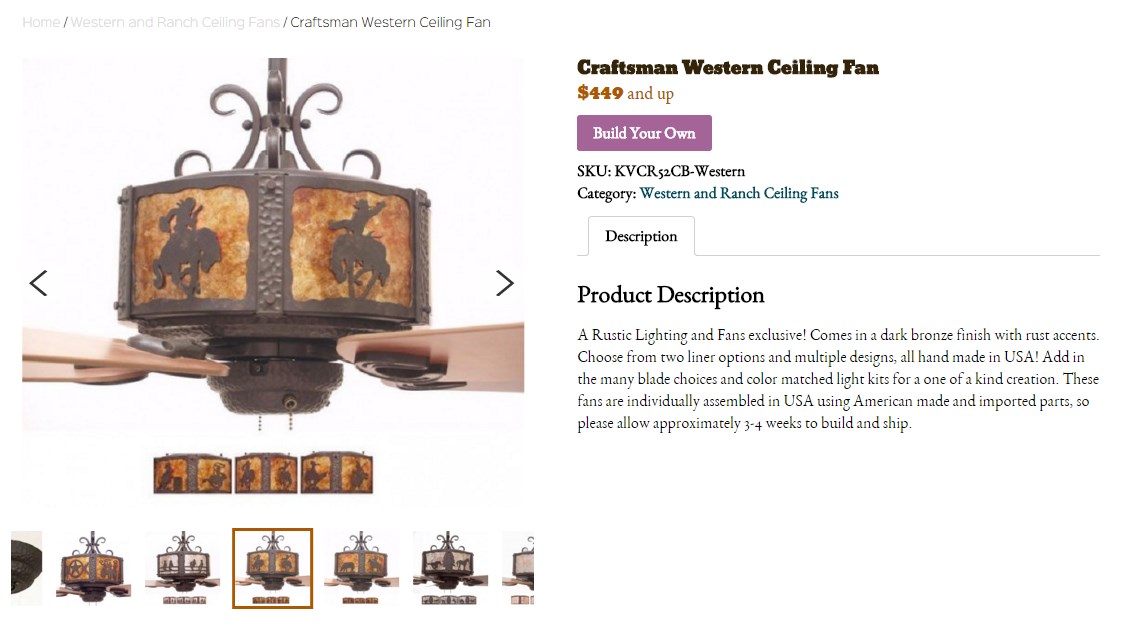 Home / Western and Ranch Ceiling Fans / Craftsman Western Ceiling Fan
Craftsman Western Ceiling Fan
$449 and up
Build Your Own
SKU: KVCR52CB-Western
Category: Western and Ranch Ceiling Fans
Description
Product Description
A Rustic Lighting and Fans exclusive! Comes in a dark bronze finish with rust accents.
Choose from two liner options and multiple designs, all hand made in USA! Add in
the many blade choices and color matched light kits for a one of a kind creation. These
fans are individually assembled in USA using American made and imported parts, so
please allow approximately 3-4 weeks to build and ship.